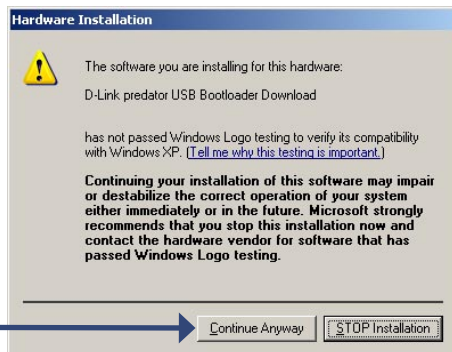 Hardware Installation
The software you are installing for this hardware:
D-Link predator USB Bootloader Download
has not passed Windows Logo testing to verify its compatibility
with Windows XP. (Tell me why this testing is important.)
Continuing your installation of this software may impair
or destabilize the correct operation of your system
either immediately or in the future. Microsoft strongly
recommends that you stop this installation now and
contact the hardware vendor for software that has
passed Windows Logo testing.
Continue Anyway
STOP Installation